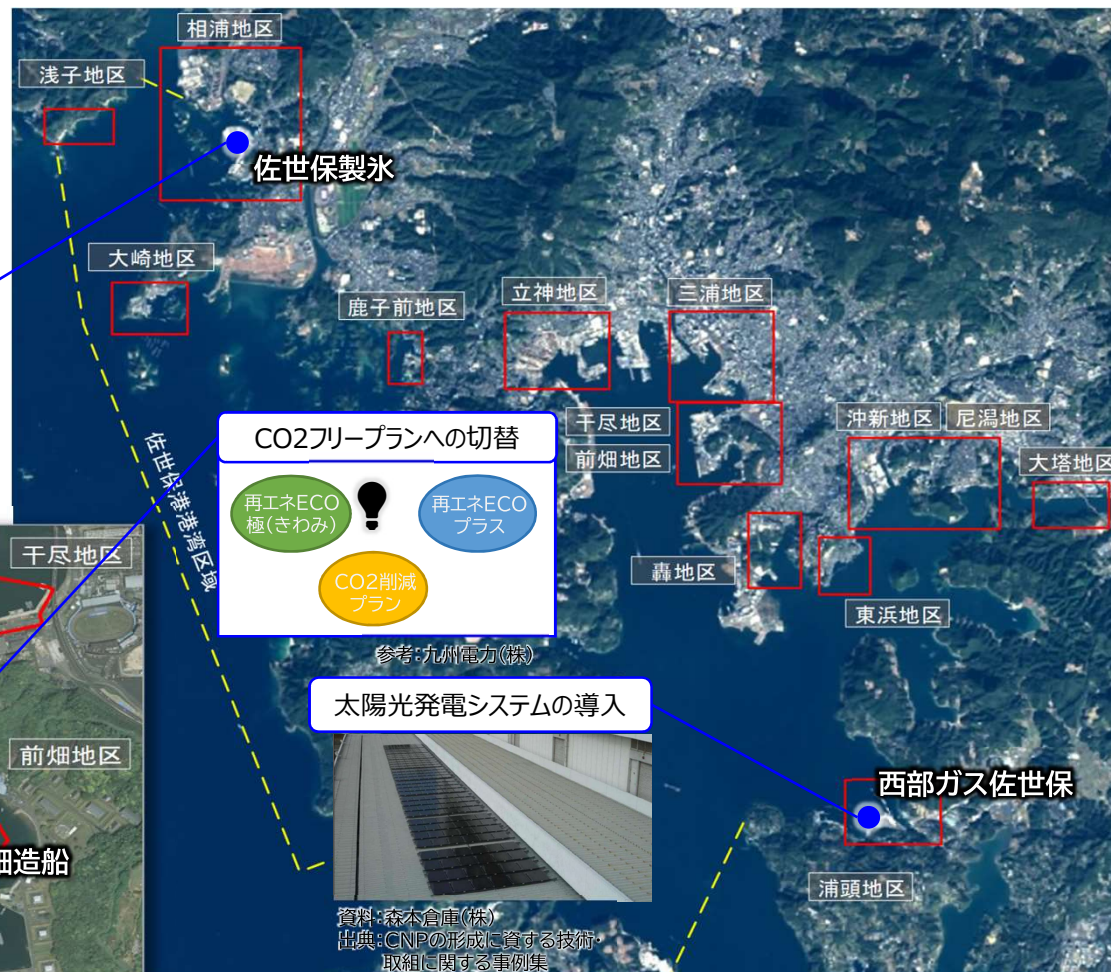 相浦地区
浅子地区
佐世保製氷
大崎地区
鹿子前地区
立神地区
三浦地区
干尽地区
前畑地区
沖新地区
尼潟地区
大塔地区
佐世保港港湾区域
CO2フリープランへの切替
再エネECO
極(きわみ)
再エネECO
プラス
CO2削減
プラン
参考:九州電力(株)
轟地区
東浜地区
干尽地区
前畑地区
畑造船
太陽光発電システムの導入
西部ガス佐世保
浦頭地区
資料:森本倉庫(株)
出典:CNPの形成に資する技術・
取組に関する事例集